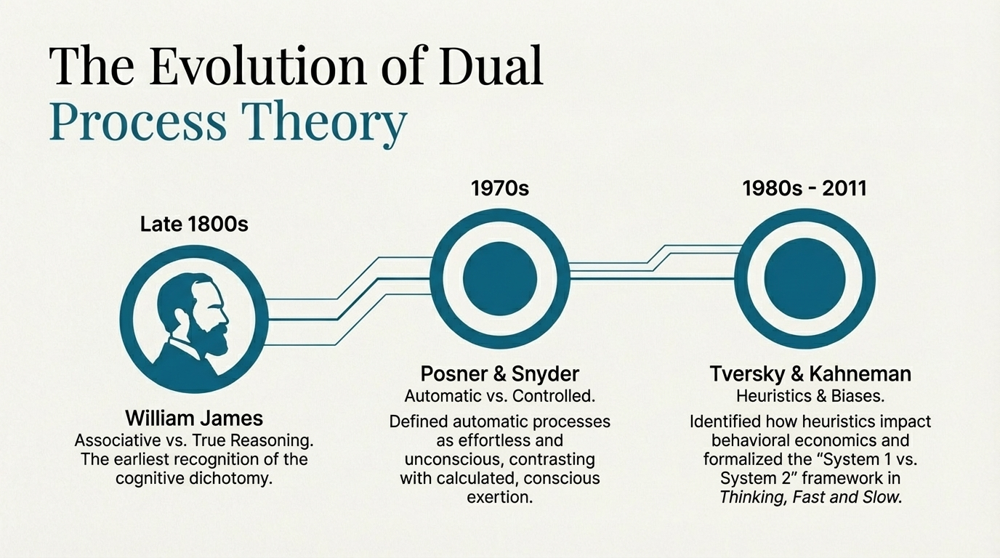 The Evolution of Dual
Process Theory
Late 1800s
William James
Associative vs. True Reasoning.
The earliest recognition of the
cognitive dichotomy.
1970s
Posner & Snyder
Automatic vs. Controlled.
Defined automatic processes
as effortless and
unconscious, contrasting
with calculated, conscious
exertion.
1980s - 2011
Tversky & Kahneman
Heuristics & Biases.
Identified how heuristics impact
behavioral economics and
formalized the “System 1 vs.
System 2” framework in
Thinking, Fast and Slow.